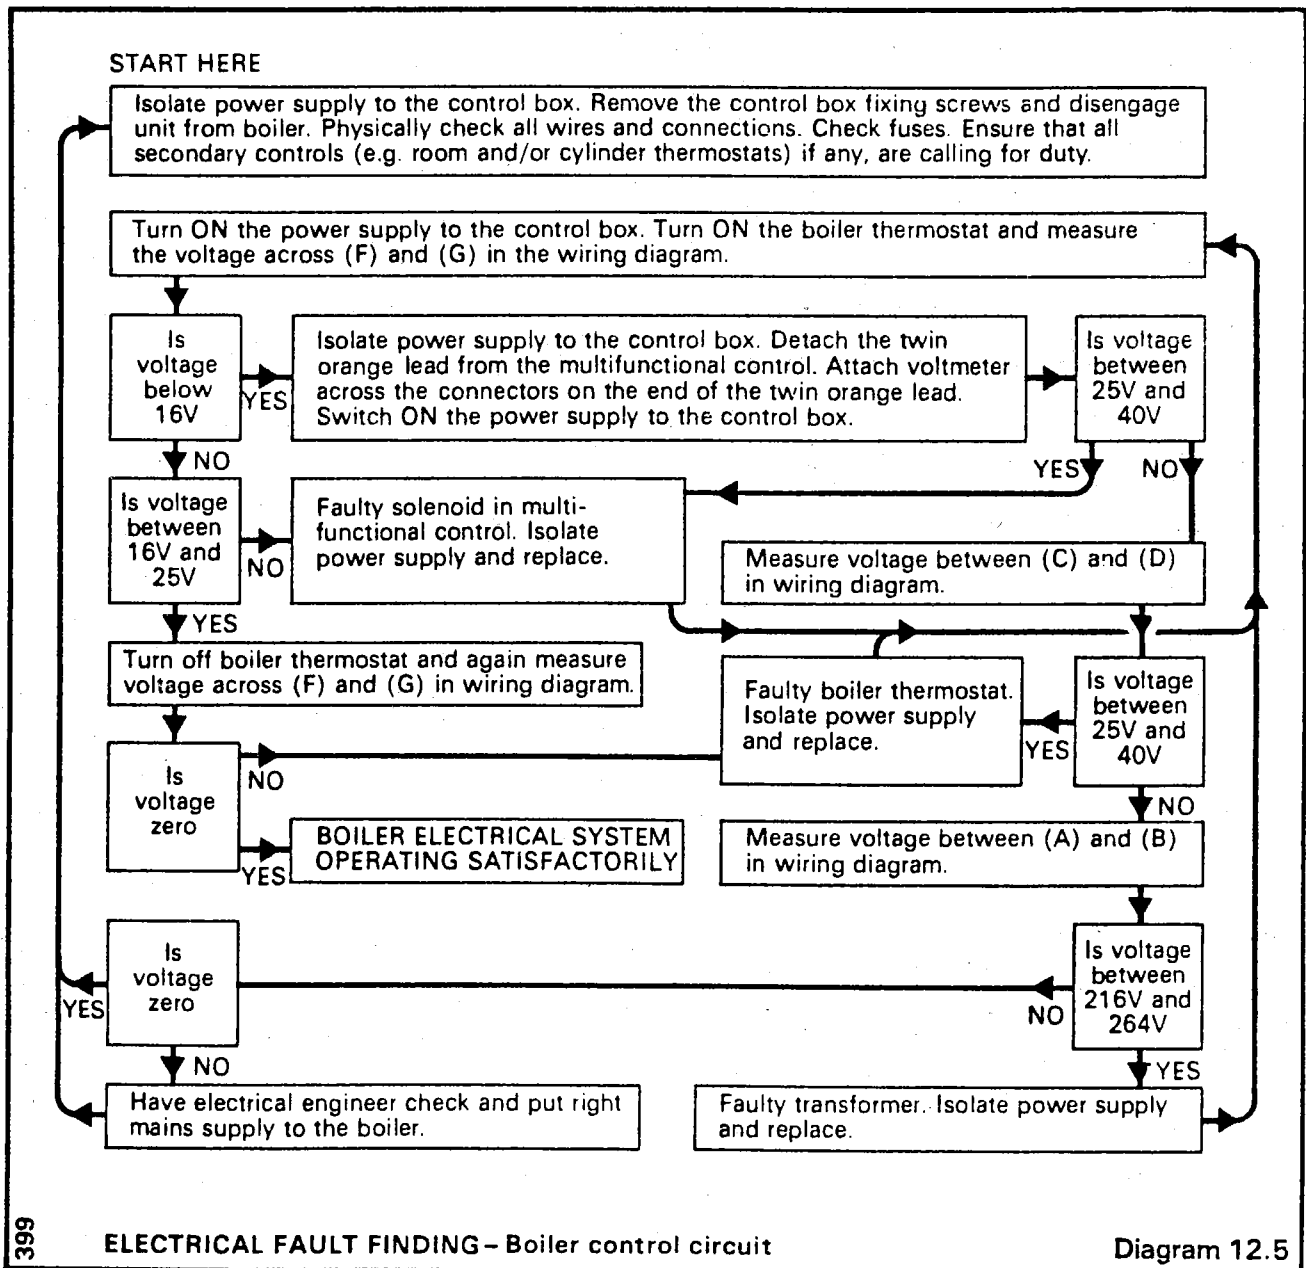 START HERE
Isolate power supply to the control box. Remove the control box fixing screws and disengage
unit from boiler. Physically check all wires and connections. Check fuses. Ensure that all
secondary controls (e.g. room and/or cylinder thermostats) if any, are calling for duty.
Turn ON the power supply to the control box. Turn ON the boiler thermostat and measure
the voltage across (F) and (G) in the wiring diagram.
Is
voltage
below
16V
YES
Isolate power supply to the control box. Detach the twin
orange lead from the multifunctional control. Attach voltmeter
across the connectors on the end of the twin orange lead.
Switch ON the power supply to the control box.
Is voltage
between
25V and
40V
NO
YES
NO
Is voltage
between
16V and
25V
NO
Faulty solenoid in multi-
functional control. Isolate
power supply and replace.
Measure voltage between (C) and (D)
in wiring diagram.
YES
Turn off boiler thermostat and again measure
voltage across (F) and (G) in wiring diagram.
Faulty boiler thermostat.
Isolate power supply
and replace.
YES
Is voltage
between
25V and
40V
Is
voltage
zero
NO
NO
YES
BOILER ELECTRICAL SYSTEM
OPERATING SATISFACTORILY
Measure voltage between (A) and (B)
in wiring diagram.
Is
voltage
zero
YES
NO
Is voltage
between
216V and
264V
NO
YES
Have electrical engineer check and put right
mains supply to the boiler.
Faulty transformer. Isolate power supply
and replace.
399
ELECTRICAL FAULT FINDING – Boiler control circuit
Diagram 12.5